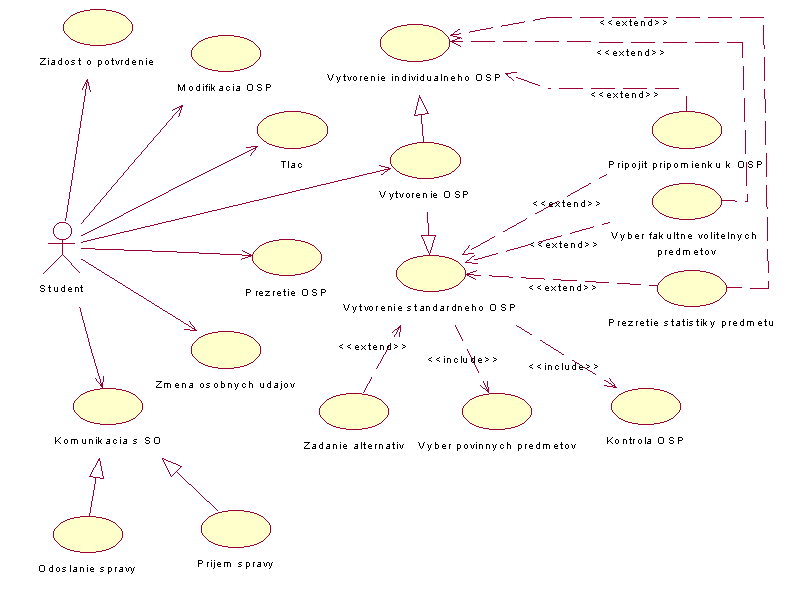 <<extend>>
<<extend>>
Ziadost o potvrdenie
Vytvorenie individualneho OSP
Modifikacia OSP
<<extend>>
Tlac
Pripojit pripomienku k OSP
Vytvorenie OSP
<<extend>>
Vyber fakultne volitelnych
predmetov
<<extend>>
Student
Prezretie OSP
<<extend>>
Vytvorenie standardneho OSP
Prezretie statistiky predmetu
<<extend>>
<<include>>
<<include>>
Zmena osobnych udajov
Komunikacia s SO
Zadanie alternativ
Vyber povinnych predmetov
Kontrola OSP
Odoslanie spravy
Prijem spravy